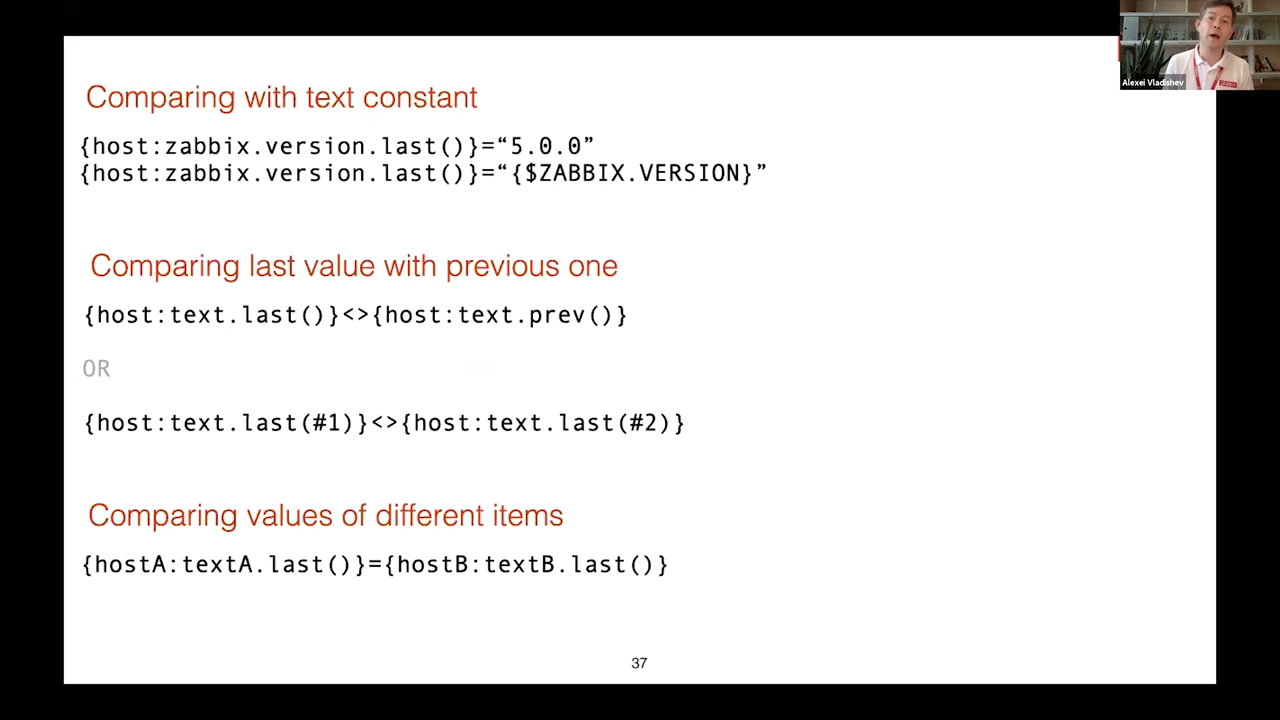 Alexei Vladishev
Comparing with text constant
{host:zabbix.version.last()}=“5.0.0”
{host:zabbix.version.last()}=“{$ZABBIX.VERSION}”
Comparing last value with previous one
{host:text.last()}<>{host:text.prev()}
OR
{host:text.last(#1)}<>{host:text.last(#2)}
Comparing values of different items
{hostA:textA.last()}={hostB:textB.last()}
37